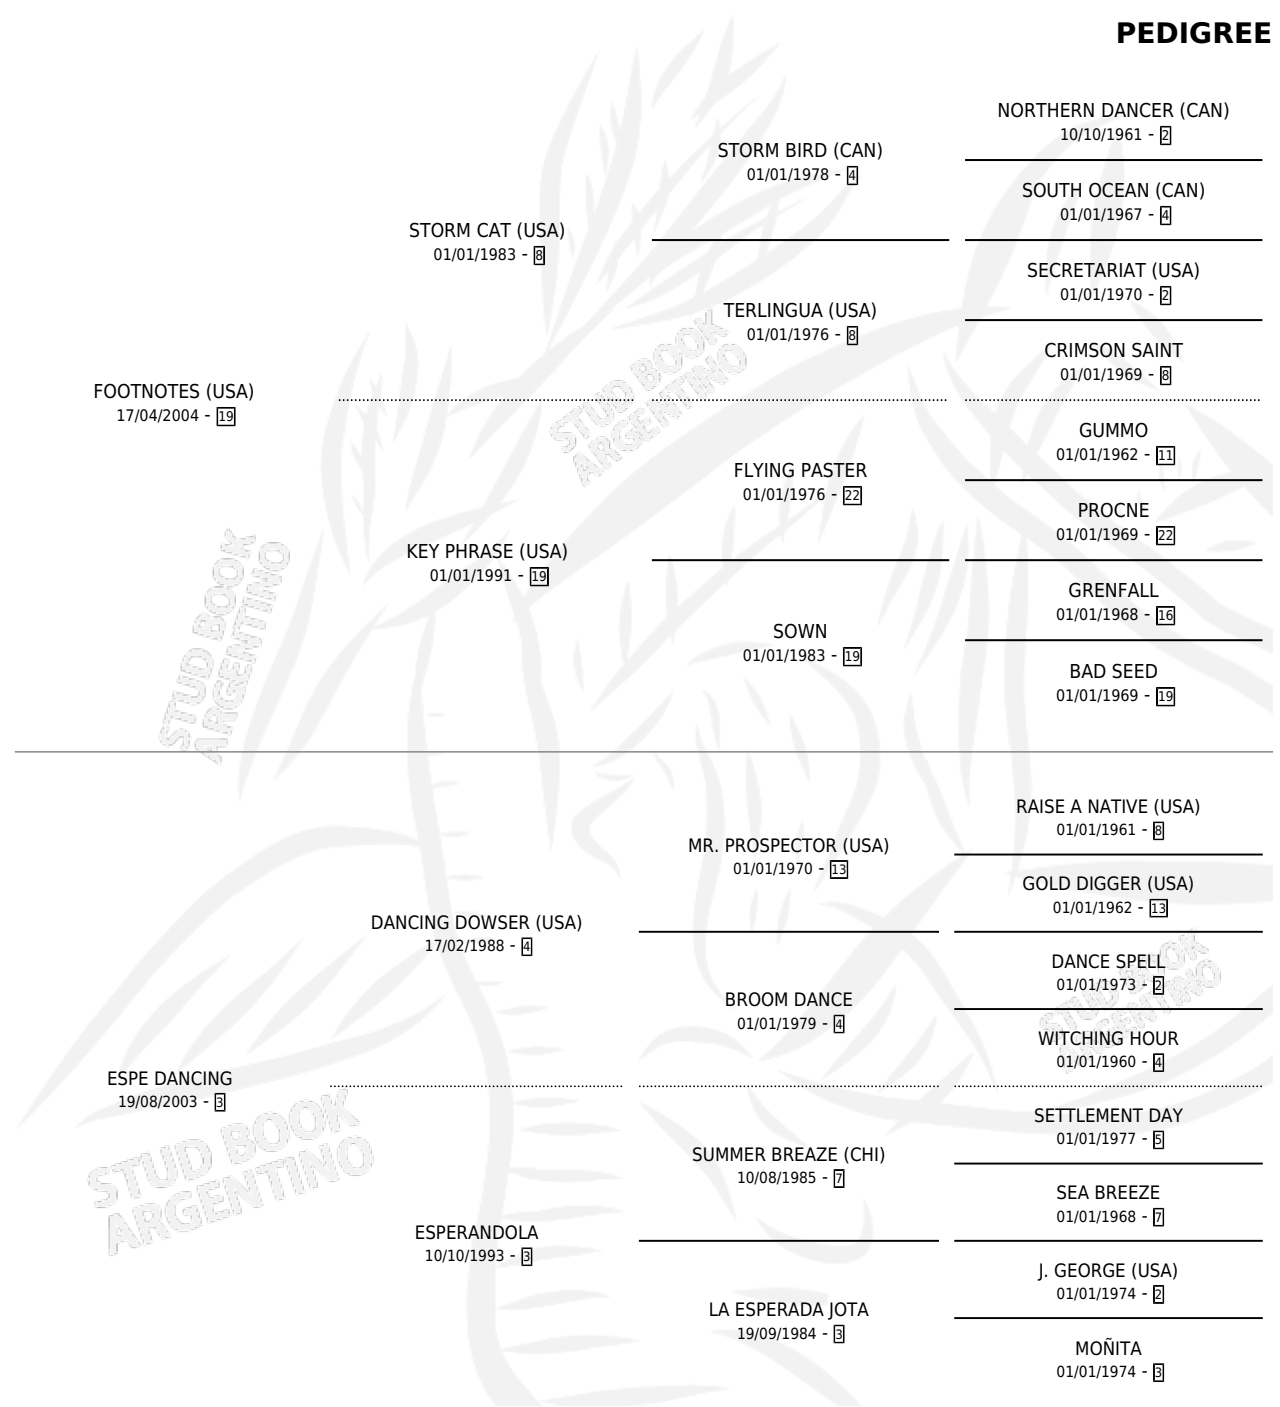 PEDIGREE
NORTHERN DANCER (CAN)
10/10/1961 - 2
STORM BIRD (CAN)
01/01/1978 - 4
SOUTH OCEAN (CAN)
01/01/1967 - 4
STORM CAT (USA)
01/01/1983 - 8
SECRETARIAT (USA)
01/01/1970 - 2
TERLINGUA (USA)
01/01/1976 - 8
CRIMSON SAINT
01/01/1969 - 8
FOOTNOTES (USA)
17/04/2004 - 19
GUMMO
01/01/1962 - 11
FLYING PASTER
01/01/1976 - 22
PROCNE
01/01/1969 - 22
KEY PHRASE (USA)
01/01/1991 - 19
GRENFALL
01/01/1968 - 16
SOWN
01/01/1983 - 19
BAD SEED
01/01/1969 - 19
RAISE A NATIVE (USA)
01/01/1961 - 8
MR. PROSPECTOR (USA)
01/01/1970 - 13
GOLD DIGGER (USA)
01/01/1962 - 13
DANCING DOWSER (USA)
17/02/1988 - 4
DANCE SPELL
01/01/1973 - 2
BROOM DANCE
01/01/1979 - 4
WITCHING HOUR
01/01/1960 - 4
ESPE DANCING
19/08/2003 - 3
SETTLEMENT DAY
01/01/1977 - 5
SUMMER BREAZE (CHI)
10/08/1985 - 7
SEA BREEZE
01/01/1968 - 7
ESPERANDOLA
10/10/1993 - 3
J. GEORGE (USA)
01/01/1974 - 2
LA ESPERADA JOTA
19/09/1984 - 3
MOÑITA
01/01/1974 - 3
STUD BOOK
ARGENTINO
STUD BOOK
ARGENTINO
STUD BOOK
ARGENTINO
STUD BOOK
ARGENTINO